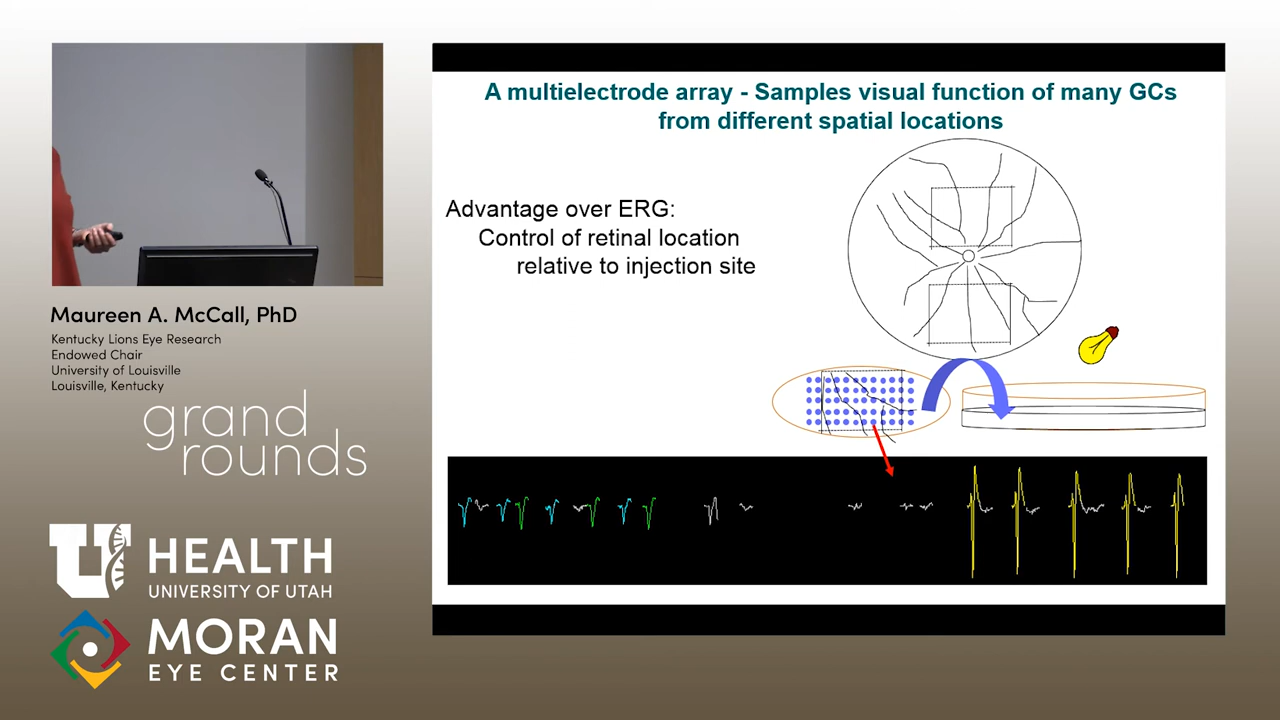 A multielectrode array - Samples visual function of many GCs
from different spatial locations
Advantage over ERG:
Control of retinal location
relative to injection site
Maureen A. McCall, PhD
Kentucky Lions Eye Research
Endowed Chair
University of Louisville
Louisville, Kentucky
grand
rounds
U HEALTH
UNIVERSITY OF UTAH
MORAN
EYE CENTER